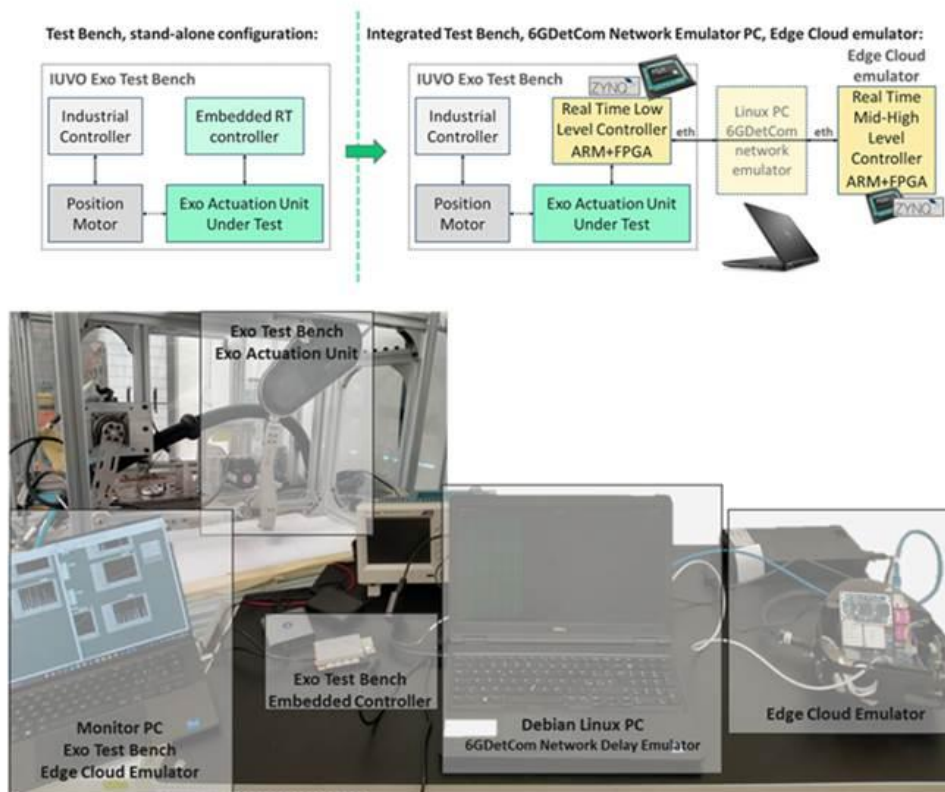 Test Bench, stand-alone configuration:
Integrated Test Bench, 6GDetCom Network Emulator PC, Edge Cloud emulator:
IUVO Exo Test Bench
Industrial
Controller
Embedded RT
controller
Position
Motor
Exo Actuation Unit
Under Test
IUVO Exo Test Bench
ZYNQ
Industrial
Controller
Real Time Low
Level Controller
ARM+FPGA
eth
Linux PC
6GDetCom
network
emulator
eth
Edge Cloud
emulator
Real Time
Mid-High
Level
Controller
ARM+FPGA
ZYNQ
Position
Motor
Exo Actuation Unit
Under Test
Exo Test Bench
Exo Actuation Unit
Exo Test Bench
Embedded Controller
Monitor PC
Exo Test Bench
Edge Cloud Emulator
Debian Linux PC
6GDetCom Network Delay Emulator
Edge Cloud Emulator